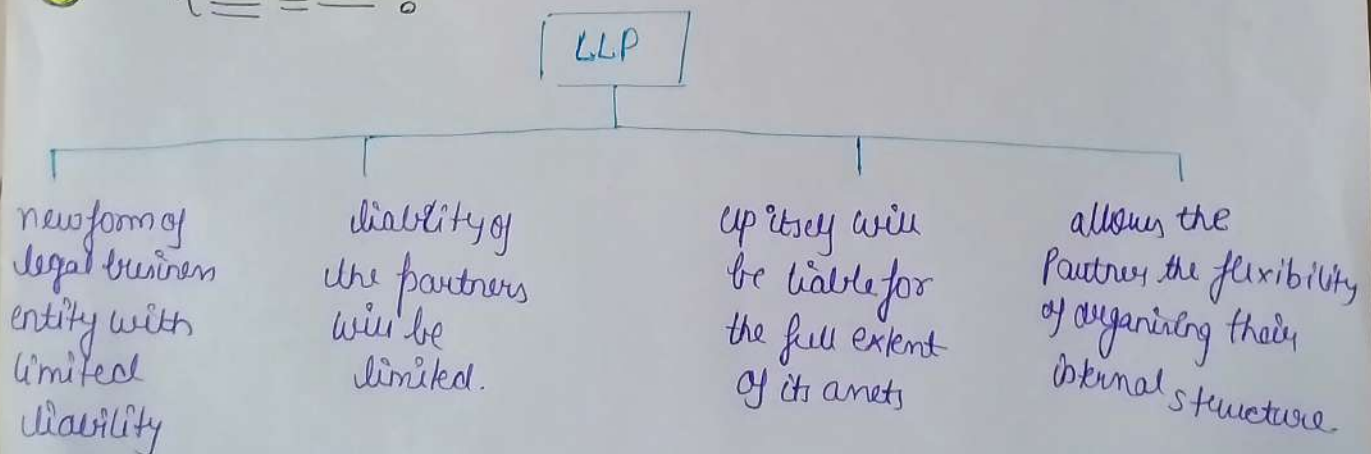 LLP
new form of
legal business
entity with
limited
liability
liability of
the partners
will be
limited.
LLP itself will
be liable for
the full extent
of its assets
allows the
Partner the flexibility
of organizing their
internal structure.